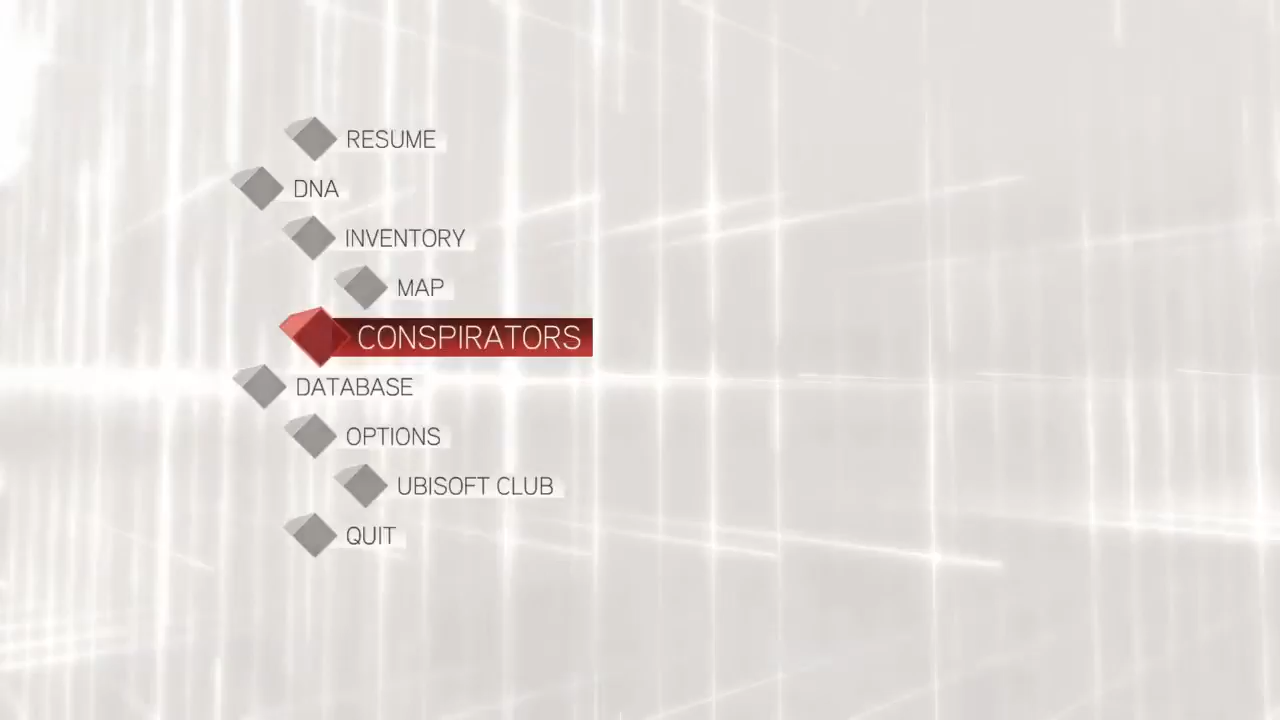 RESUME
DNA
INVENTORY
MAP
CONSPIRATORS
DATABASE
OPTIONS
UBISOFT CLUB
QUIT